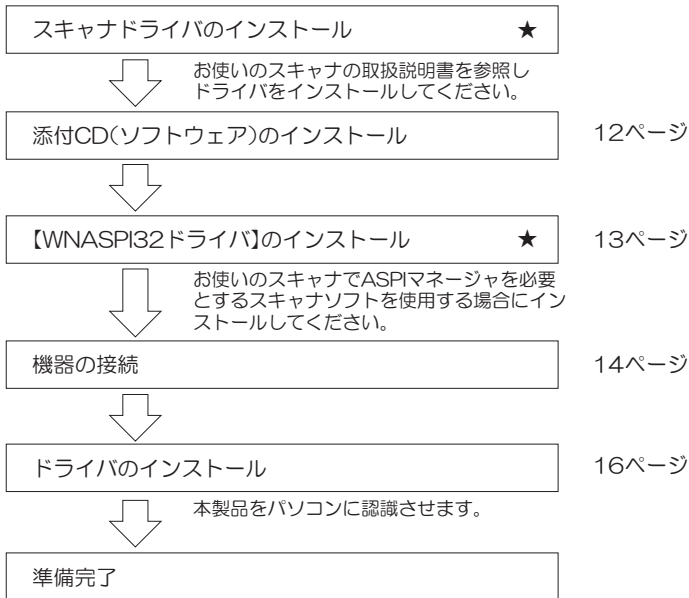 スキャナドライバのインストール ★
お使いのスキャナの取扱説明書を参照し
ドライバをインストールしてください。
添付CD(ソフトウェア)のインストール 12ページ
【WNASPI32ドライバ】のインストール ★ 13ページ
お使いのスキャナでASPIマネージャを必要
とするスキャナソフトを使用する場合にイン
ストールしてください。
機器の接続 14ページ
ドライバのインストール 16ページ
本製品をパソコンに認識させます。
準備完了